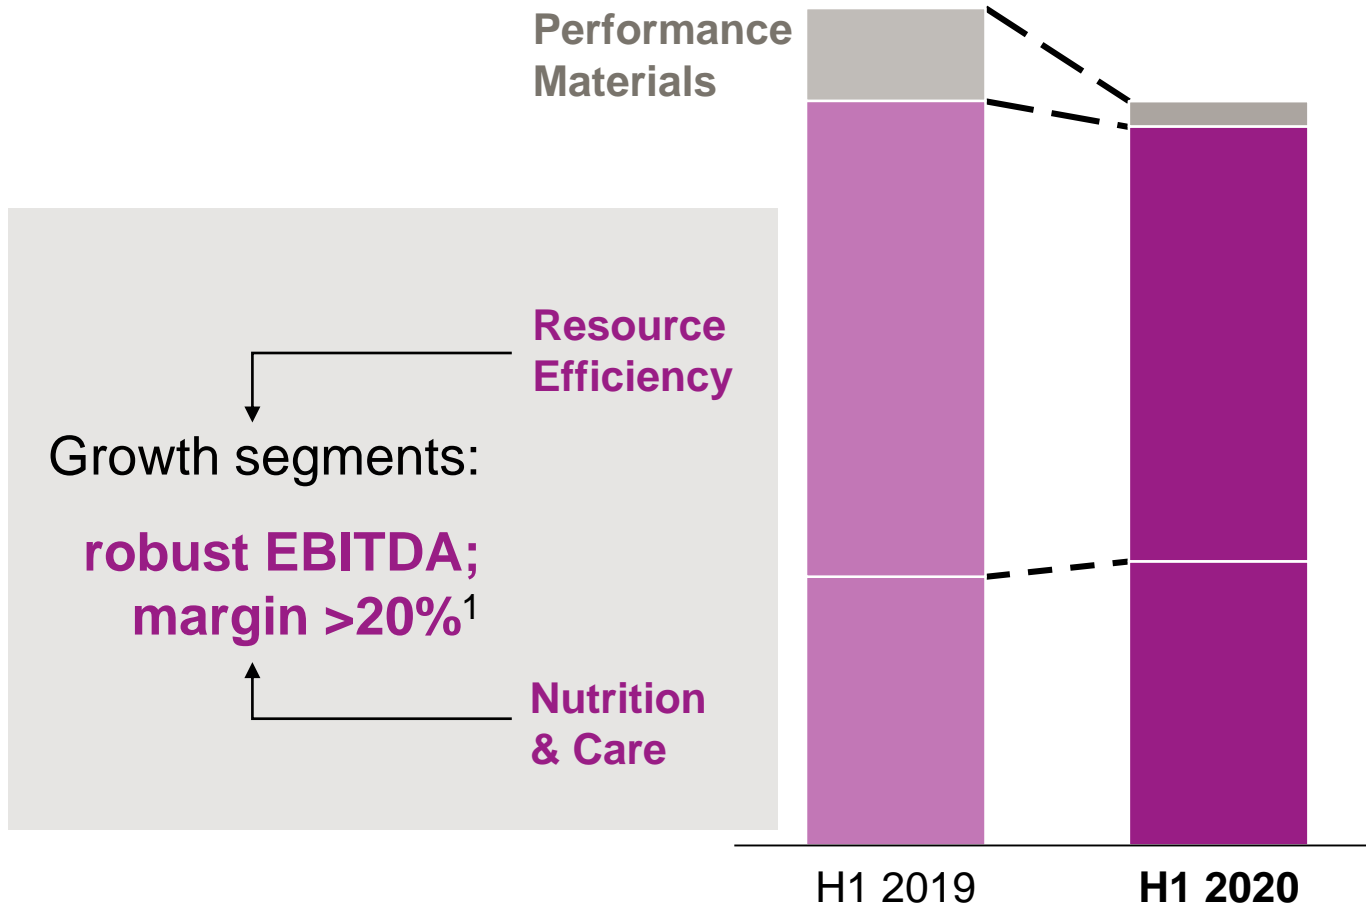 Performance
Materials
Resource
Efficiency
Growth segments:
robust EBITDA;
margin >20%1
Nutrition
& Care
H1 2019
H1 2020